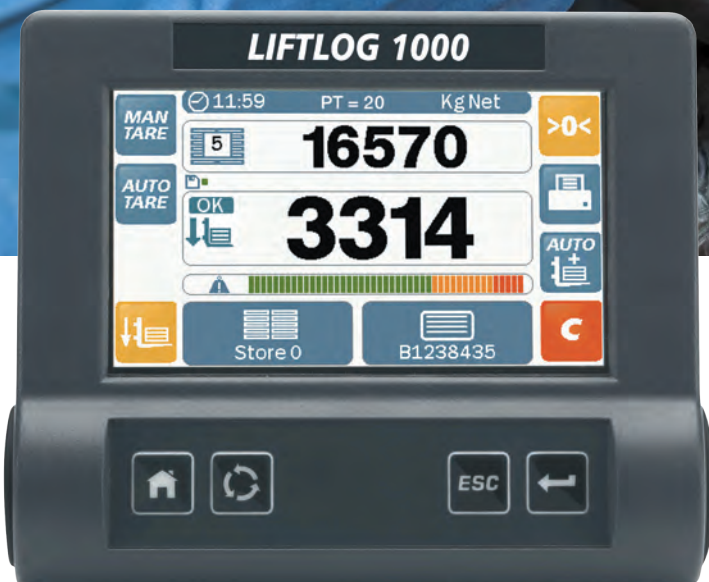 LIFTLOG 1000
MAN TARE
11:59 PT = 20 Kg Net
>0<
5
16570
AUTO TARE
OK
3314
AUTO
Store 0
B1238435
C
ESC